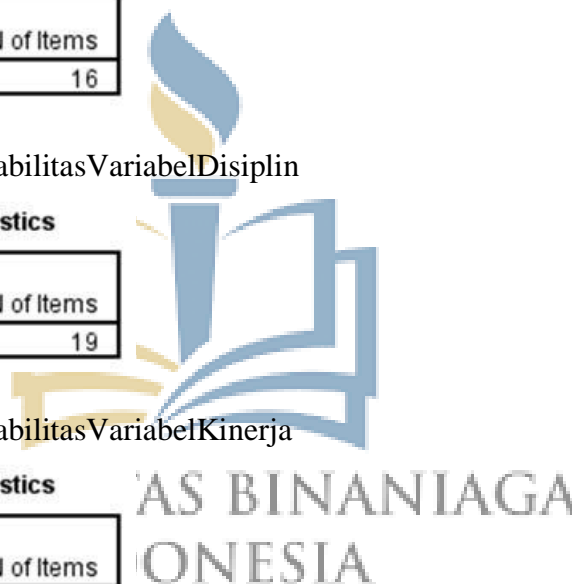 of Items
16
abilitasVariabelDisiplin
stics
of Items
19
abilitasVariabelKinerja
stics
AS BINANIAGA
ONESIA
of Items